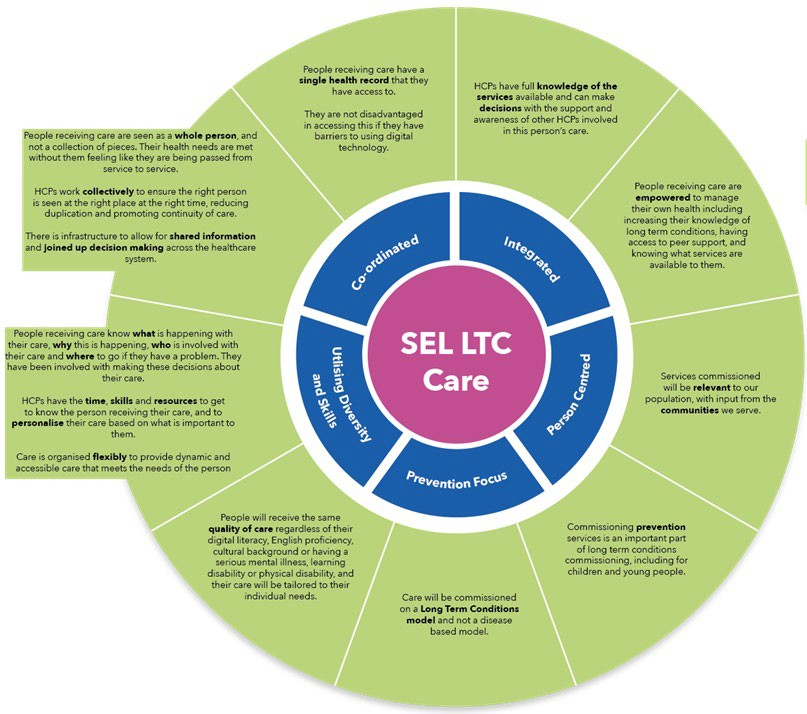 People receiving care have a
single health record that they
have access to.
They are not disadvantaged
in accessing this if they have
barriers to using digital
technology.
HCPs have full knowledge of the
services available and can make
decisions with the support and
awareness of other HCPs involved
in this person's care.
People receiving care are
empowered to manage
their own health including
increasing their knowledge of
long term conditions, having
access to peer support, and
knowing what services are
available to them.
Services commissioned
will be relevant to our
population, with input from the
communities we serve.
Commissioning prevention
services is an important part
of long term conditions
commissioning, including for
children and young people.
Care will be commissioned
on a Long Term Conditions
model and not a disease
based model.
People will receive the same
quality of care regardless of their
digital literacy, English proficiency,
cultural background or having a
serious mental illness, learning
disability or physical disability, and
their care will be tailored to their
individual needs.
People receiving care know what is happening with
their care, why this is happening, who is involved with
their care and where to go if they have a problem. They
have been involved with making these decisions about
their care.
HCPs have the time, skills and resources to get
to know the person receiving their care, and to
personalise their care based on what is important to
them.
Care is organised flexibly to provide dynamic and
accessible care that meets the needs of the person
People receiving care are seen as a whole person, and
not a collection of pieces. Their health needs are met
without them feeling like they are being passed from
service to service.
HCPs work collectively to ensure the right person
is seen at the right place at the right time, reducing
duplication and promoting continuity of care.
There is infrastructure to allow for shared information
and joined up decision making across the healthcare
system.
Co-ordinated
Integrated
Person Centred
Prevention Focus
Utlising Diversity
and Skills
SEL LTC
Care